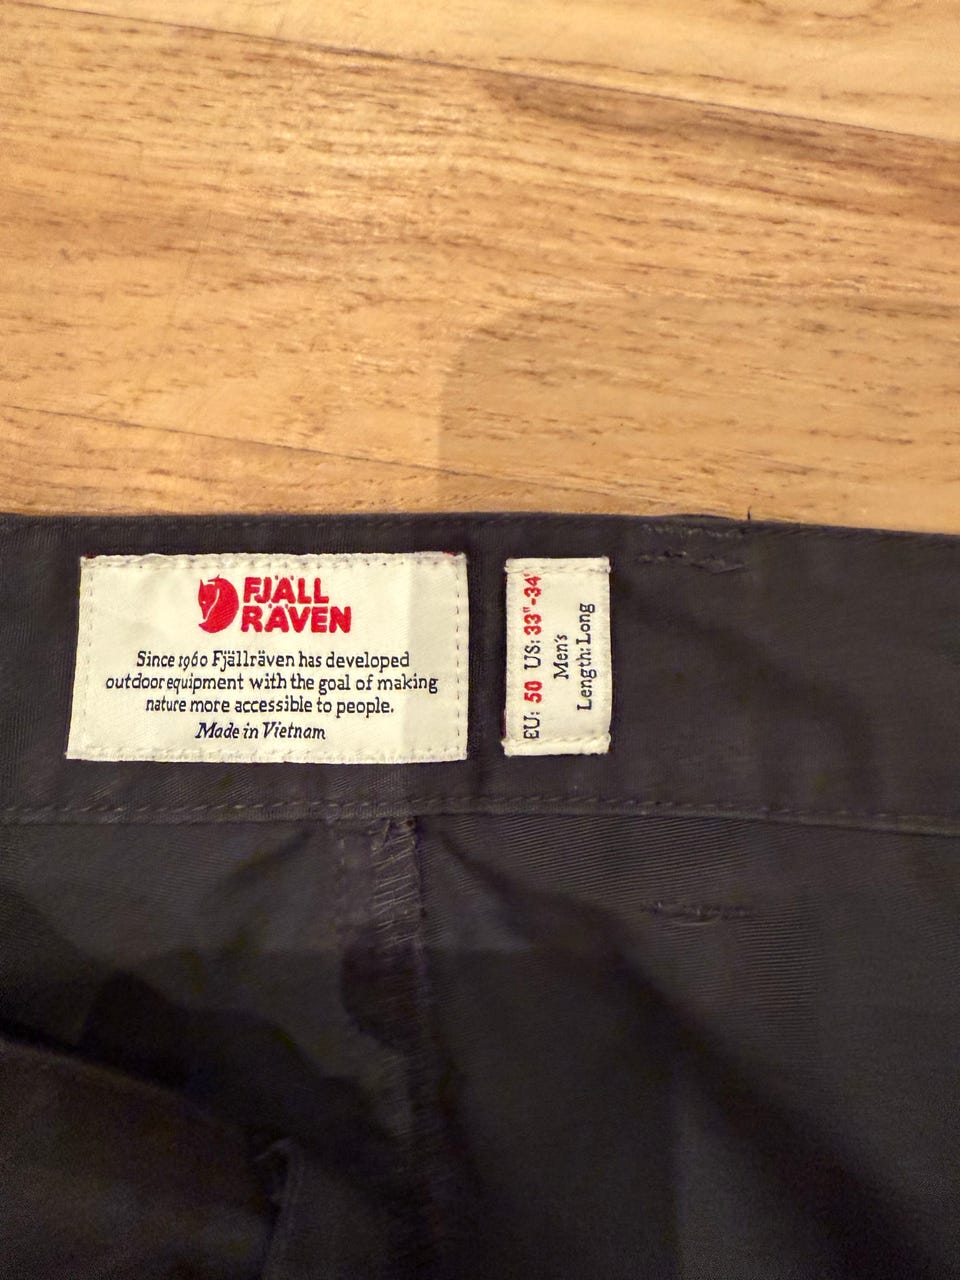 FJÄLL
RÄVEN
Since 1960 Fjällräven has developed
outdoor equipment with the goal of making
nature more accessible to people.
Made in Vietnam
EU: 50 US: 33"-34"
Men's
Length: Long